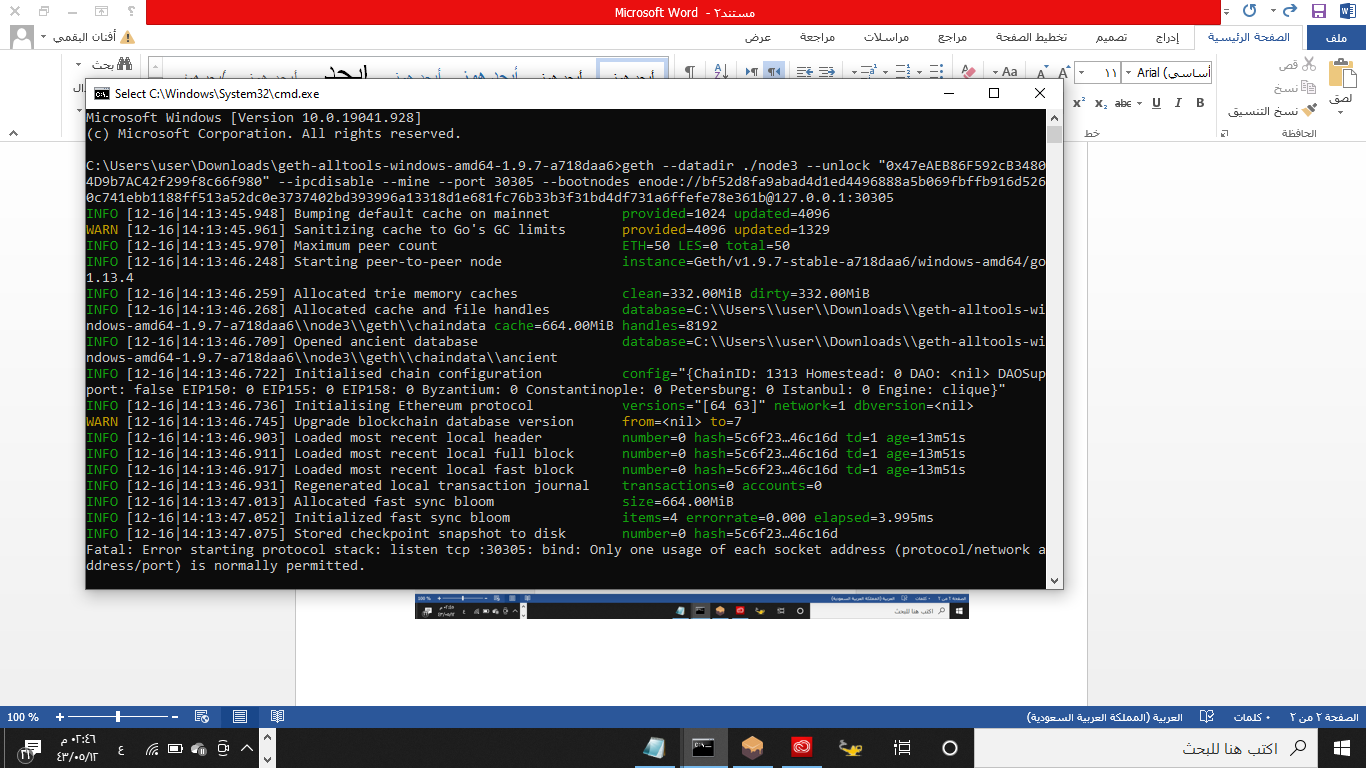 مستند٢ - Microsoft Word
أفنان البقمي
ملف
الصفحة الرئيسية
إدراج
تصميم
تخطيط الصفحة
مراجع
مراسلات
مراجعة
عرض
لصق
قص
نسخ
نسخ التنسيق
الحافظة
Arial (أساسي)
١١
Aa
خط
بحث
Select C:\Windows\System32\cmd.exe
Microsoft Windows [Version 10.0.19041.928]
(c) Microsoft Corporation. All rights reserved.
C:\Users\user\Downloads\geth-alltools-windows-amd64-1.9.7-a718daa6>geth --datadir ./node3 --unlock "0x47eAEB86F592cB3480
4D9b7AC42f299f8c66f980" --ipcdisable --mine --port 30305 --bootnodes enode://bf52d8fa9abad4d1ed4496888a5b069fbffb916d526
0c741ebb1188ff513a52dc0e3737402bd393996a13318d1e681fc76b33b3f31bd4df731a6ffefe78e361b@127.0.0.1:30305
INFO [12-16|14:13:45.948] Bumping default cache on mainnet provided=1024 updated=4096
WARN [12-16|14:13:45.961] Sanitizing cache to Go's GC limits provided=4096 updated=1329
INFO [12-16|14:13:45.970] Maximum peer count ETH=50 LES=0 total=50
INFO [12-16|14:13:46.248] Starting peer-to-peer node instance=Geth/v1.9.7-stable-a718daa6/windows-amd64/go
1.13.4
INFO [12-16|14:13:46.259] Allocated trie memory caches clean=332.00MiB dirty=332.00MiB
INFO [12-16|14:13:46.268] Allocated cache and file handles database=C:\\Users\\user\\Downloads\\geth-alltools-wi
ndows-amd64-1.9.7-a718daa6\\node3\\geth\\chaindata cache=664.00MiB handles=8192
INFO [12-16|14:13:46.709] Opened ancient database database=C:\\Users\\user\\Downloads\\geth-alltools-wi
ndows-amd64-1.9.7-a718daa6\\node3\\geth\\chaindata\\ancient
INFO [12-16|14:13:46.722] Initialised chain configuration config="{ChainID: 1313 Homestead: 0 DAO: <nil> DAOSup
port: false EIP150: 0 EIP155: 0 EIP158: 0 Byzantium: 0 Constantinople: 0 Petersburg: 0 Istanbul: 0 Engine: clique}"
INFO [12-16|14:13:46.736] Initialising Ethereum protocol versions="[64 63]" network=1 dbversion=<nil>
WARN [12-16|14:13:46.745] Upgrade blockchain database version from=<nil> to=7
INFO [12-16|14:13:46.903] Loaded most recent local header number=0 hash=5c6f23…46c16d td=1 age=13m51s
INFO [12-16|14:13:46.911] Loaded most recent local full block number=0 hash=5c6f23…46c16d td=1 age=13m51s
INFO [12-16|14:13:46.917] Loaded most recent local fast block number=0 hash=5c6f23…46c16d td=1 age=13m51s
INFO [12-16|14:13:46.931] Regenerated local transaction journal transactions=0 accounts=0
INFO [12-16|14:13:47.013] Allocated fast sync bloom size=664.00MiB
INFO [12-16|14:13:47.052] Initialized fast sync bloom items=4 errorrate=0.000 elapsed=3.995ms
INFO [12-16|14:13:47.075] Stored checkpoint snapshot to disk number=0 hash=5c6f23…46c16d
Fatal: Error starting protocol stack: listen tcp :30305: bind: Only one usage of each socket address (protocol/network a
ddress/port) is normally permitted.
الصفحة ٢ من ٢
٠ كلمات
العربية (المملكة العربية السعودية)
100 %
اكتب هنا للبحث
ع
٠٢:٤٦ م
٤٣/٠٥/١٢